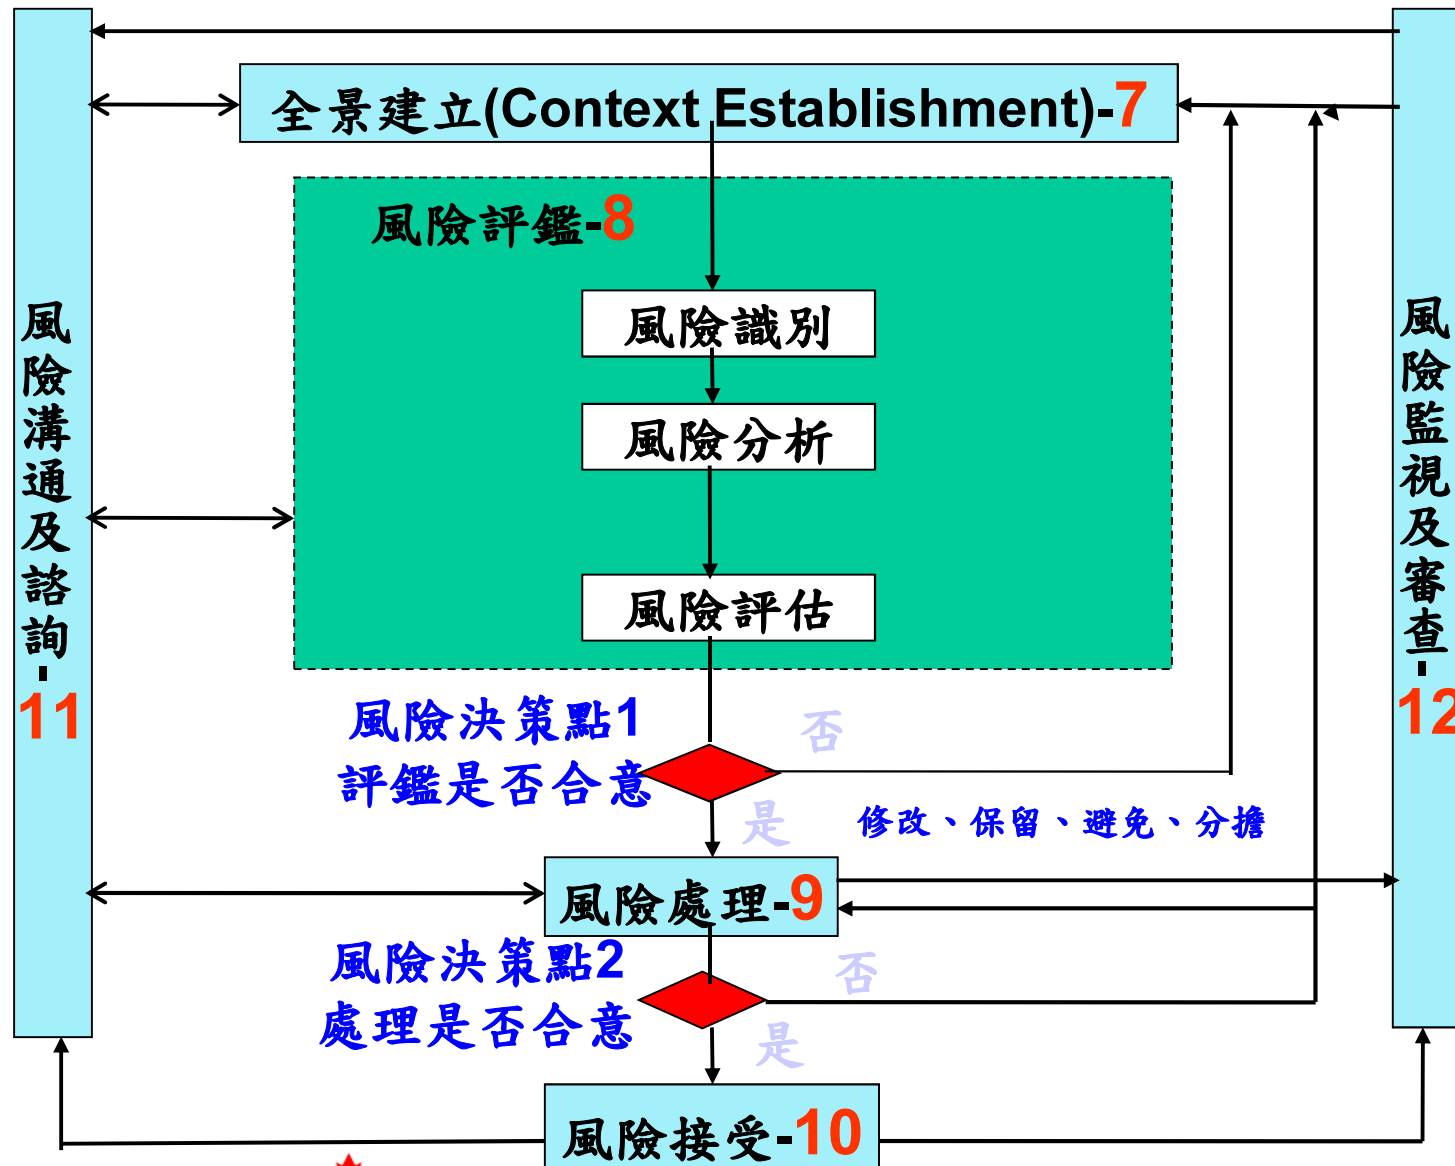 全景建立(Context Establishment)-7
風險評鑑-8
風險識別
風險分析
風險評估
風險溝通及諮詢-11
風險監視及審查-12
風險決策點1
評鑑是否合意
否
是
修改、保留、避免、分擔
風險處理-9
風險決策點2
處理是否合意
否
是
風險接受-10